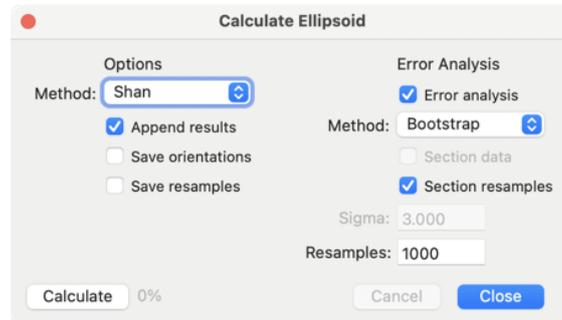 Calculate Ellipsoid
Options
Method: Shan
Append results
Save orientations
Save resamples
Error Analysis
Error analysis
Method: Bootstrap
Section data
Section resamples
Sigma: 3.000
Resamples: 1000
Calculate 0%
Cancel
Close